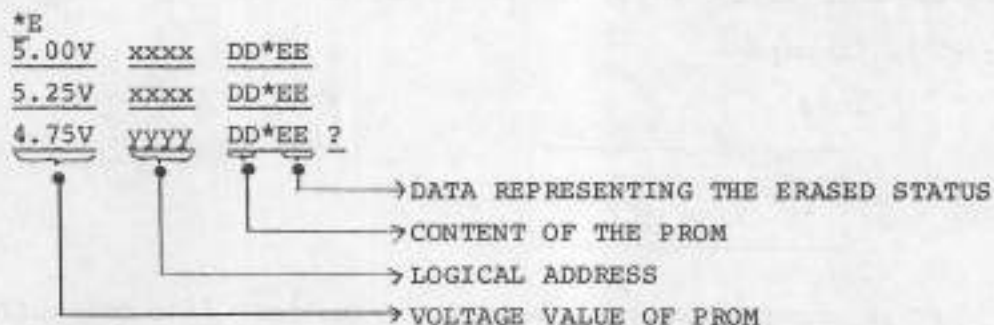 *E
5.00V xxxx DD*EE
5.25V xxxx DD*EE
4.75V yyyy DD*EE ?
DATA REPRESENTING THE ERASED STATUS
CONTENT OF THE PROM
LOGICAL ADDRESS
VOLTAGE VALUE OF PROM